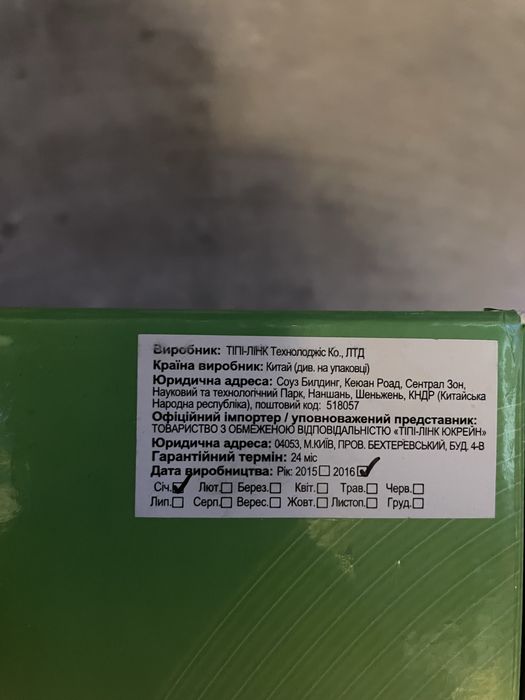 Виробник: ТІПІ-ЛІНК Технолоджіс Ко., ЛТД
Країна виробник: Китай (див. на упаковці)
Юридична адреса: Соуз Билдинг, Кеюан Роад, Сентрал Зон,
Науковий та технологічний Парк, Наншань, Шеньжень, КНДР (Китайська
Народна республіка), поштовий код: 518057
Офіційний імпортер / уповноважений представник:
ТОВАРИСТВО З ОБМЕЖЕНОЮ ВІДПОВІДАЛЬНІСТЮ «ТІПІ-ЛІНК ЮКРЕЙН»
Юридична адреса: 04053, М.КИЇВ, ПРОВ. БЕХТЕРЕВСЬКИЙ, БУД. 4-В
Гарантійний термін: 24 міс
Дата виробництва: Рік: 2015☐ 2016☑
Січ.☑ Лют.☐ Берез.☐ Квіт.☐ Трав.☐ Черв.☐
Лип.☐ Серп.☐ Верес.☐ Жовт.☐ Листоп.☐ Груд.☐